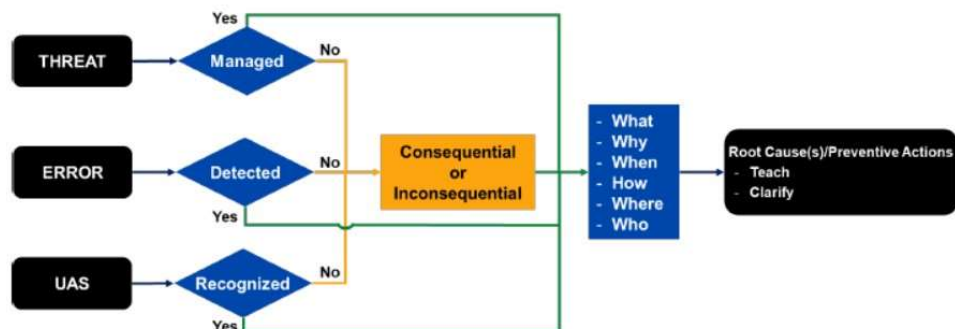 Yes
THREAT
Managed
No
ERROR
Detected
No
Yes
UAS
Recognized
No
Yes
Consequential
or
Inconsequential
- What
- Why
- When
- How
- Where
- Who
Root Cause(s)/Preventive Actions
- Teach
- Clarify